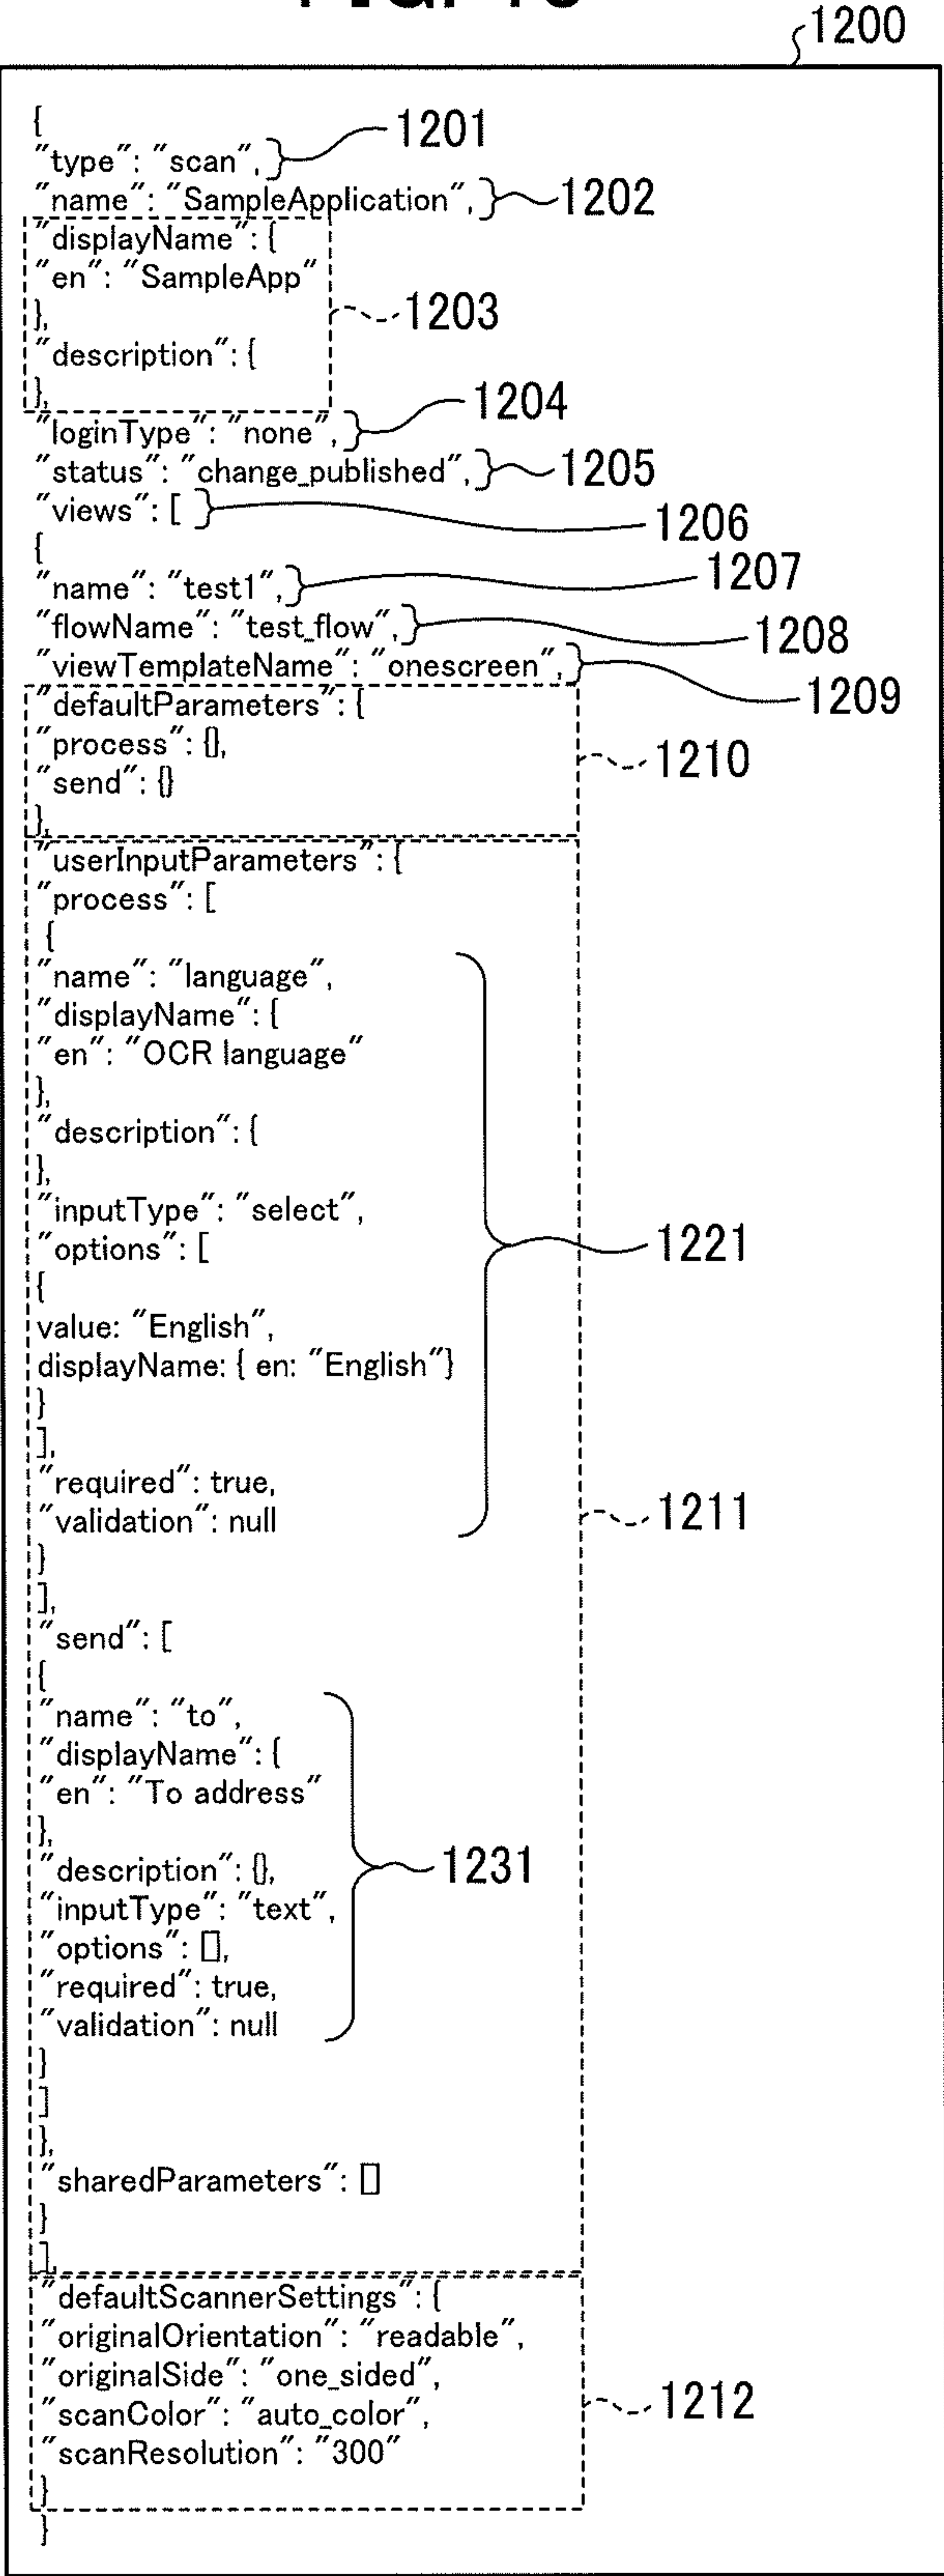 1200
{
"type": "scan", } 1201
"name": "SampleApplication", } 1202
"displayName": {
"en": "SampleApp"
},
1203
"description": {
},
"loginType": "none", } 1204
"status": "change_published", } 1205
"views": [ } 1206
{
"name": "test1", } 1207
"flowName": "test_flow", } 1208
"viewTemplateName": "onescreen", } 1209
"defaultParameters": {
"process": {},
1210
"send": {}
},
"userInputParameters": {
"process": [
{
"name": "language",
"displayName": {
"en": "OCR language"
},
"description": {
},
"inputType": "select",
"options": [
1221
{
value: "English",
displayName: { en: "English"}
}
],
"required": true,
"validation": null
1211
}
],
"send": [
{
"name": "to",
"displayName": {
"en": "To address"
},
"description": {},
1231
"inputType": "text",
"options": [],
"required": true,
"validation": null
}
]
},
"sharedParameters": []
}
],
"defaultScannerSettings": {
"originalOrientation": "readable",
"originalSide": "one_sided",
"scanColor": "auto_color",
1212
"scanResolution": "300"
}
}